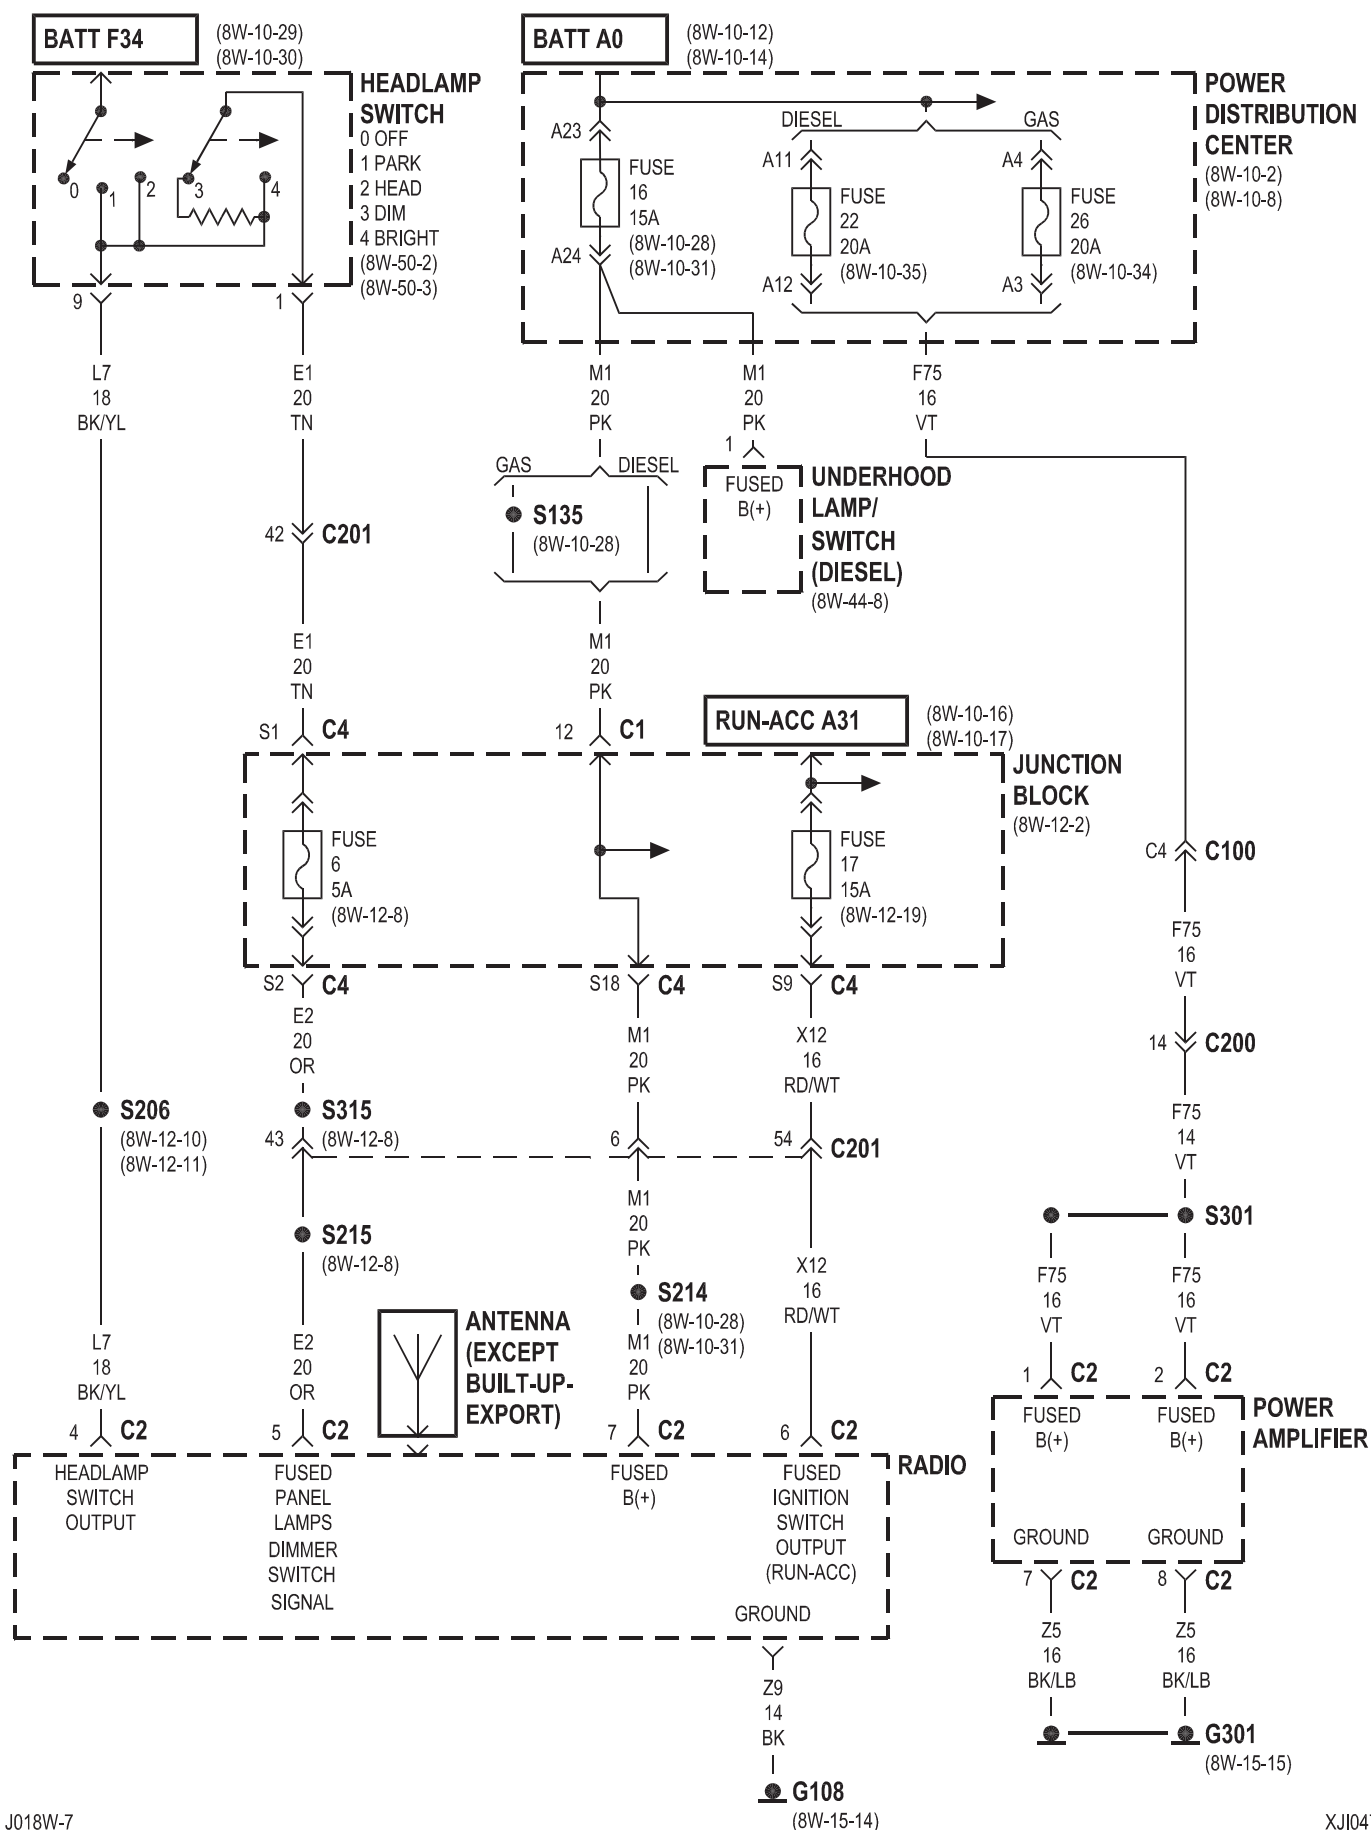 BATT F34
(8W-10-29)
(8W-10-30)
BATT A0
(8W-10-12)
(8W-10-14)
HEADLAMP
SWITCH
0 OFF
1 PARK
2 HEAD
3 DIM
4 BRIGHT
(8W-50-2)
(8W-50-3)
0
1
2
3
4
9
1
POWER
DISTRIBUTION
CENTER
(8W-10-2)
(8W-10-8)
DIESEL
GAS
A23
FUSE
16
15A
(8W-10-28)
(8W-10-31)
A24
A11
FUSE
22
20A
(8W-10-35)
A12
A4
FUSE
26
20A
(8W-10-34)
A3
L7
18
BK/YL
E1
20
TN
M1
20
PK
M1
20
PK
F75
16
VT
1
GAS
DIESEL
S135
(8W-10-28)
FUSED
B(+)
UNDERHOOD
LAMP/
SWITCH
(DIESEL)
(8W-44-8)
42
C201
E1
20
TN
M1
20
PK
S1
C4
12
C1
RUN-ACC A31
(8W-10-16)
(8W-10-17)
JUNCTION
BLOCK
(8W-12-2)
FUSE
6
5A
(8W-12-8)
FUSE
17
15A
(8W-12-19)
C4
C100
F75
16
VT
S2
C4
S18
C4
S9
C4
E2
20
OR
M1
20
PK
X12
16
RD/WT
14
C200
S206
(8W-12-10)
(8W-12-11)
S315
(8W-12-8)
43
6
54
C201
F75
14
VT
M1
20
PK
S215
(8W-12-8)
S301
X12
16
RD/WT
F75
16
VT
F75
16
VT
S214
(8W-10-28)
(8W-10-31)
L7
18
BK/YL
E2
20
OR
ANTENNA
(EXCEPT
BUILT-UP-
EXPORT)
M1
20
PK
1
C2
2
C2
4
C2
5
C2
7
C2
6
C2
FUSED
B(+)
FUSED
B(+)
POWER
AMPLIFIER
RADIO
HEADLAMP
SWITCH
OUTPUT
FUSED
PANEL
LAMPS
DIMMER
SWITCH
SIGNAL
FUSED
B(+)
FUSED
IGNITION
SWITCH
OUTPUT
(RUN-ACC)
GROUND
GROUND
GROUND
7
C2
8
C2
Z5
16
BK/LB
Z5
16
BK/LB
Z9
14
BK
G301
(8W-15-15)
G108
(8W-15-14)
J018W-7
XJI04